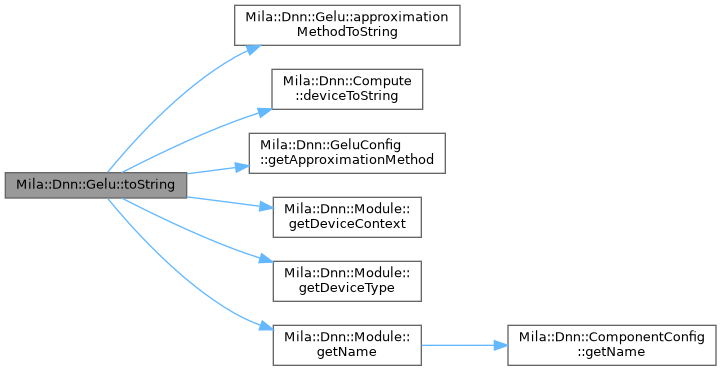 Mila::Dnn::Gelu::toString
Mila::Dnn::Gelu::approximation
MethodToString
Mila::Dnn::Compute
::deviceToString
Mila::Dnn::GeluConfig
::getApproximationMethod
Mila::Dnn::Module::
getDeviceContext
Mila::Dnn::Module::
getDeviceType
Mila::Dnn::Module::
getName
Mila::Dnn::ComponentConfig
::getName